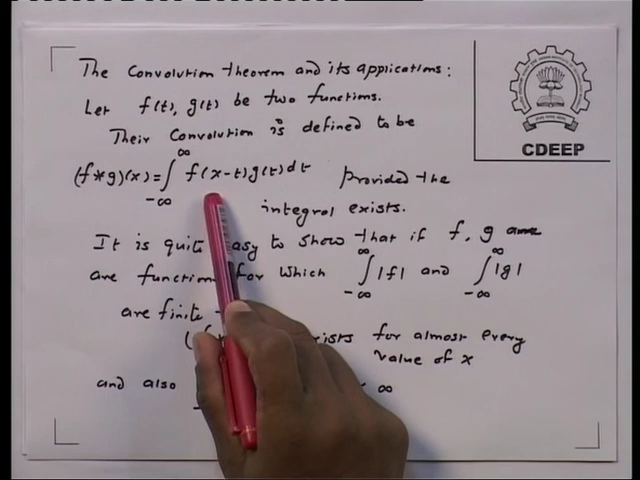 The Convolution theorem and its applications:
Let f(t), g(t) be two functions.
Their Convolution is defined to be
(f*g)(x) = ∫_{-∞}^{∞} f(x-t)g(t)dt provided the
integral exists.
It is quite easy to show that if f, g
are functions for which ∫_{-∞}^{∞} |f| and ∫_{-∞}^{∞} |g|
are finite
exists for almost every
value of x
and also ∞
CDEEP